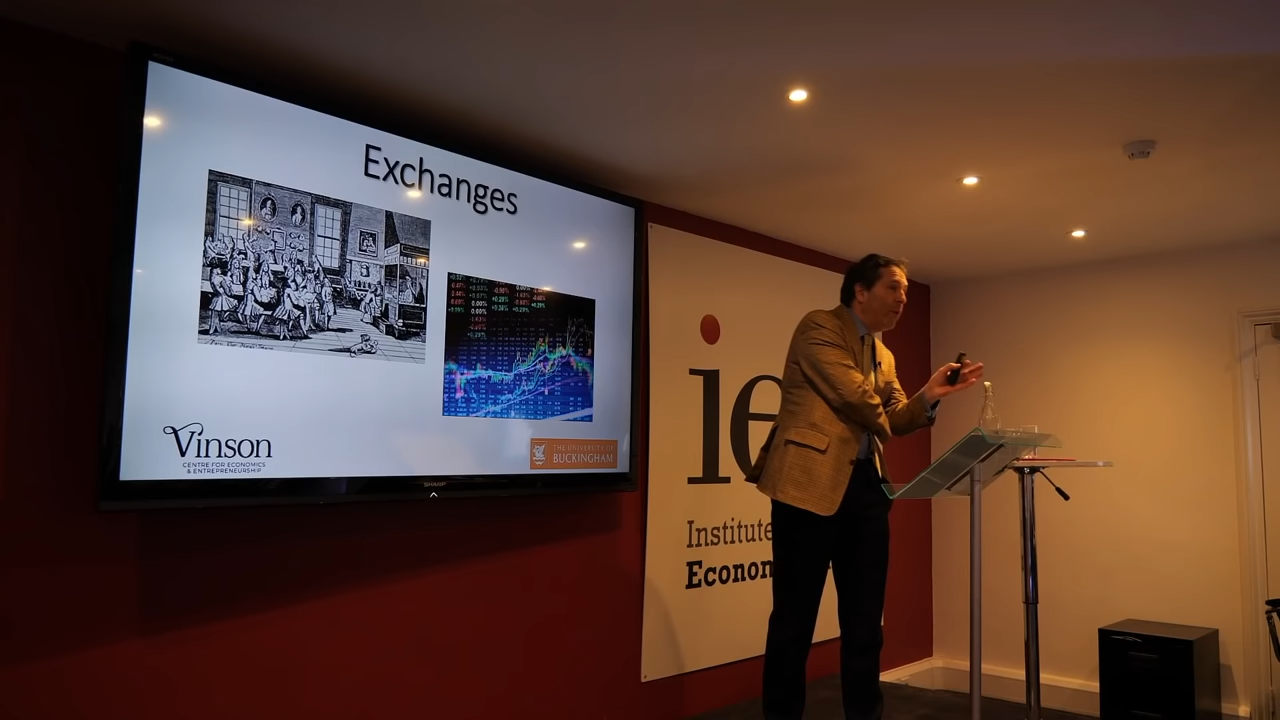 Exchanges
Vinson
CENTRE FOR ECONOMICS
& ENTREPRENEURSHIP
THE UNIVERSITY OF
BUCKINGHAM
SHARP
ie
Institute
Econom